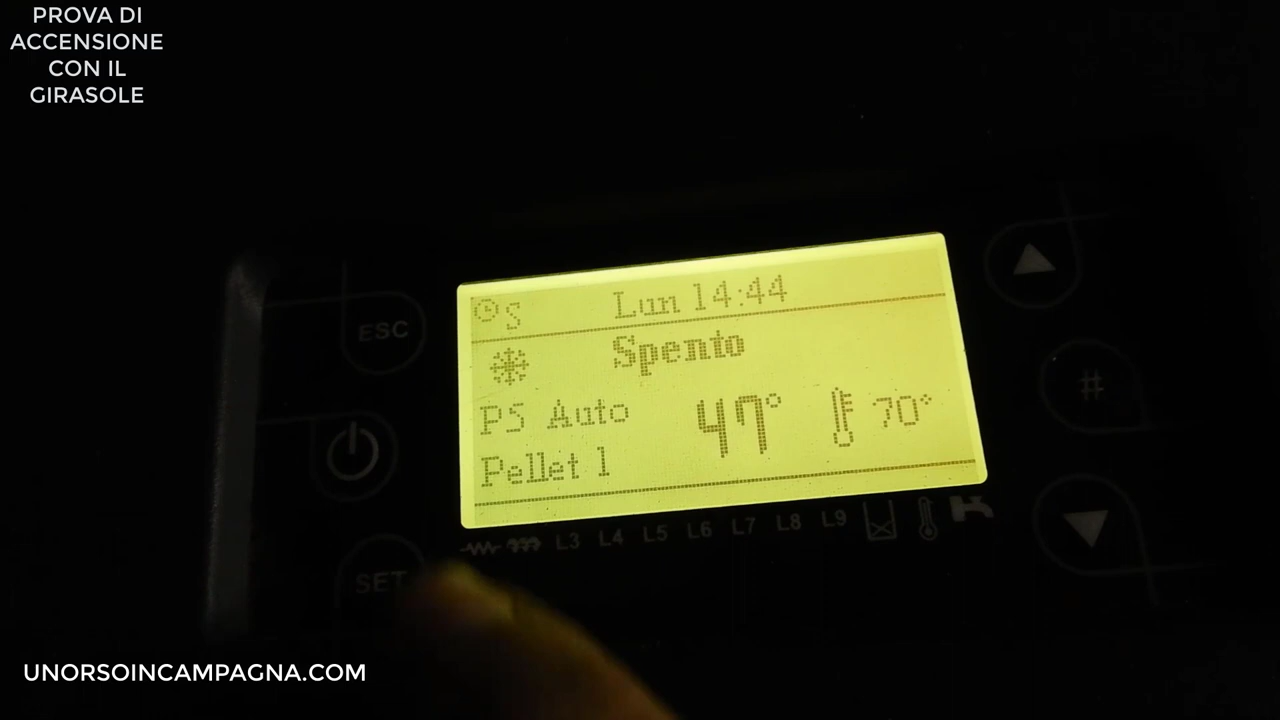 PROVA DI
ACCENSIONE
CON IL
GIRASOLE
S Lun 14:44
Spento
P5 Auto 47° 70°
Pellet 1
ESC
SET
#
L3 L4 L5 L6 L7 L8 L9
UNORSOINCAMPAGNA.COM